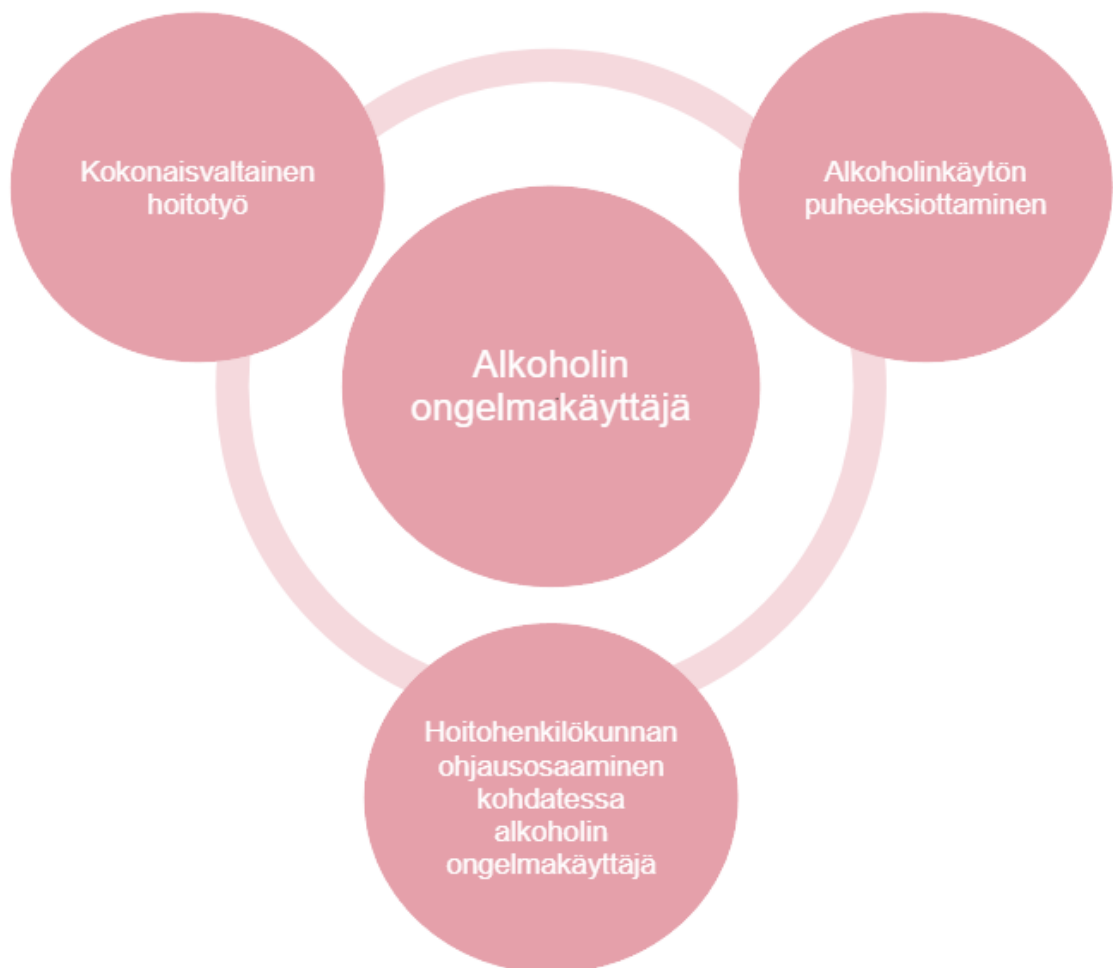 Kokonaisvaltainen
hoitotyö
Alkoholinkäytön
puheeksiottaminen
Alkoholin
ongelmakäyttäjä
Hoitohenkilökunnan
ohjausosaaminen
kohdatessa
alkoholin
ongelmakäyttäjä